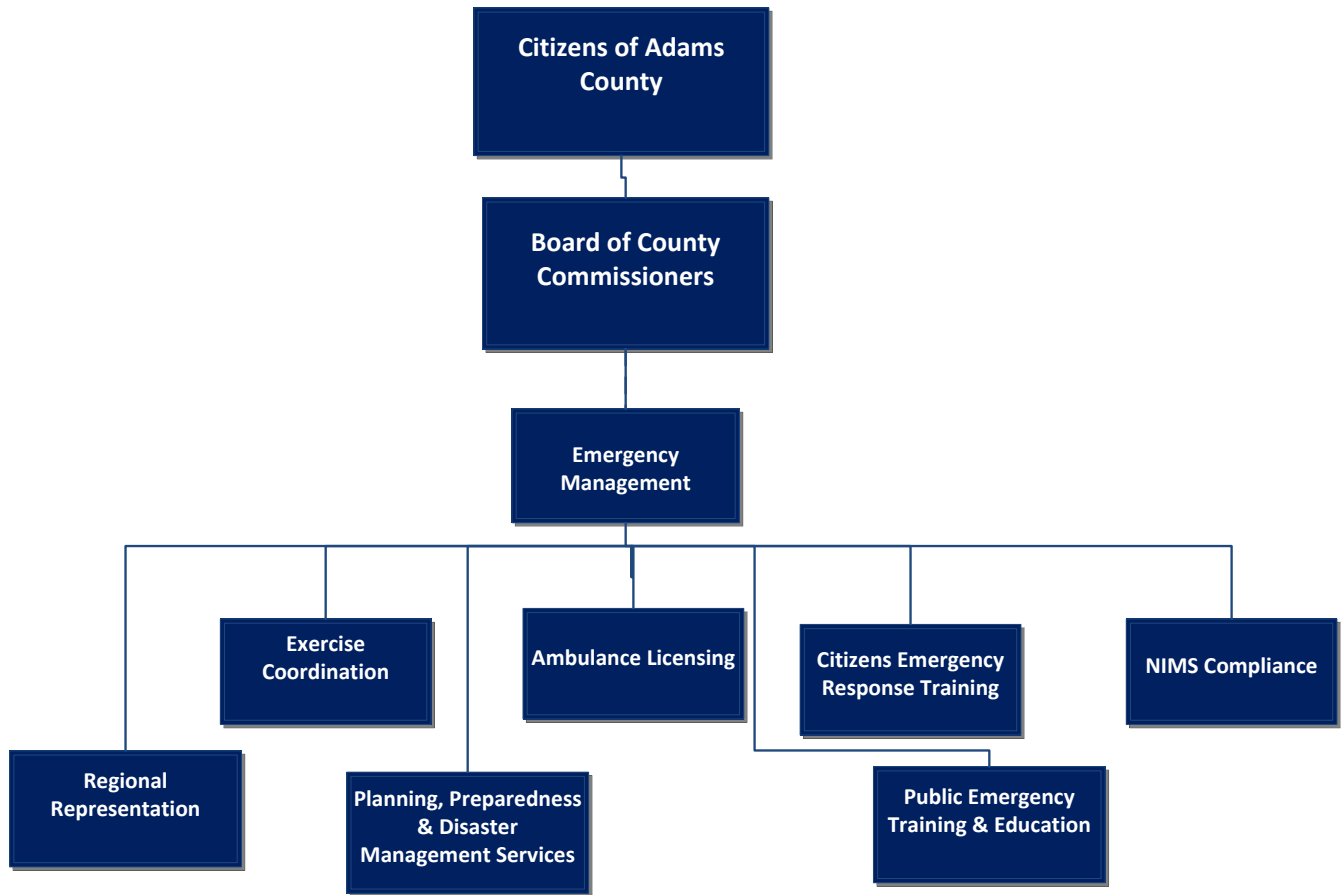 Citizens of Adams
County
Board of County
Commissioners
Emergency
Management
Exercise
Coordination
Ambulance Licensing
Citizens Emergency
Response Training
NIMS Compliance
Regional
Representation
Planning, Preparedness
& Disaster
Management Services
Public Emergency
Training & Education